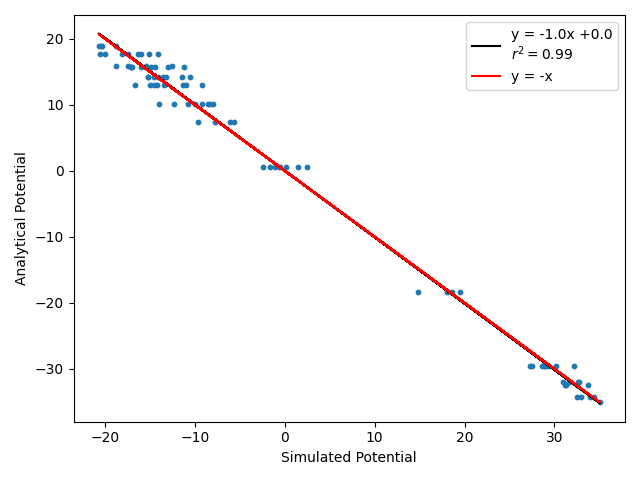 y = -1.0x +0.0
r² = 0.99
y = -x
20
10
0
−10
−20
−30
Analytical Potential
−20 −10 0 10 20 30
Simulated Potential